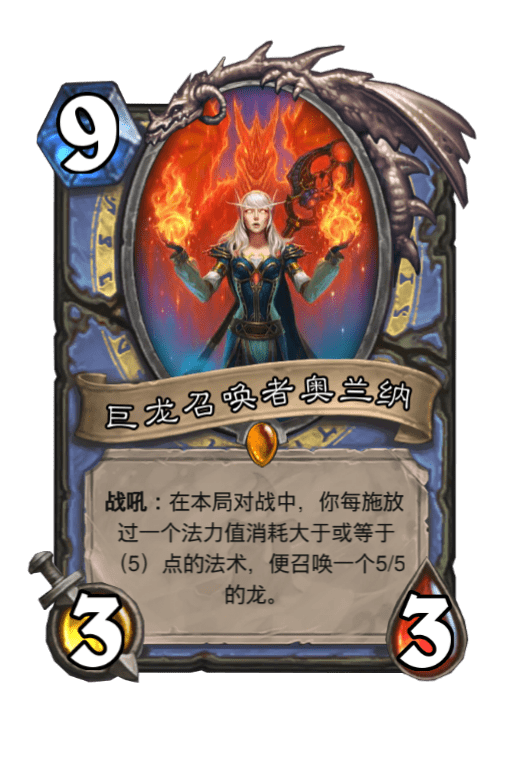 9
巨龙召唤者奥兰纳
战吼：在本局对战中，你每施放
过一个法力值消耗大于或等于
（5）点的法术，便召唤一个5/5
的龙。
3
3